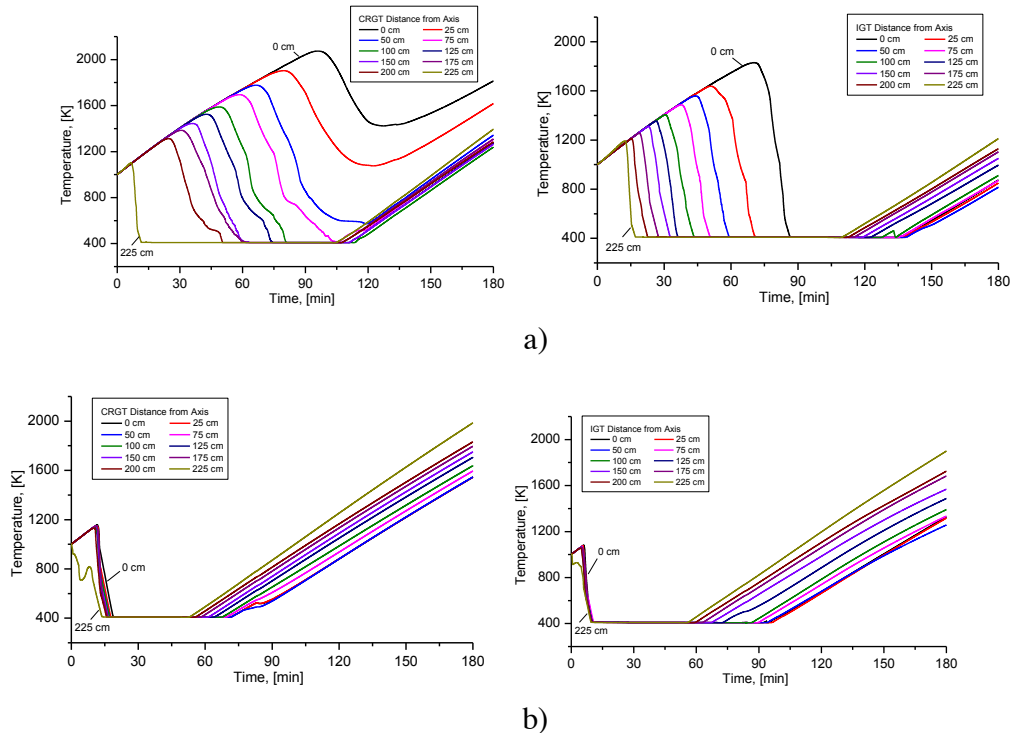 CRGT Distance from Axis
0 cm 25 cm
50 cm 75 cm
100 cm 125 cm
150 cm 175 cm
200 cm 225 cm
0 cm
225 cm
Temperature, [K]
2000
1600
1200
800
400
0 30 60 90 120 150 180
Time, [min]
IGT Distance from Axis
0 cm 25 cm
50 cm 75 cm
100 cm 125 cm
150 cm 175 cm
200 cm 225 cm
0 cm
225 cm
Temperature, [K]
2000
1600
1200
800
400
0 30 60 90 120 150 180
Time, [min]
a)
CRGT Distance from Axis
0 cm 25 cm
50 cm 75 cm
100 cm 125 cm
150 cm 175 cm
200 cm 225 cm
0 cm
225 cm
Temperature, [K]
2000
1600
1200
800
400
0 30 60 90 120 150 180
Time, [min]
IGT Distance from Axis
0 cm 25 cm
50 cm 75 cm
100 cm 125 cm
150 cm 175 cm
200 cm 225 cm
0 cm
225 cm
Temperature, [K]
2000
1600
1200
800
400
0 30 60 90 120 150 180
Time, [min]
b)